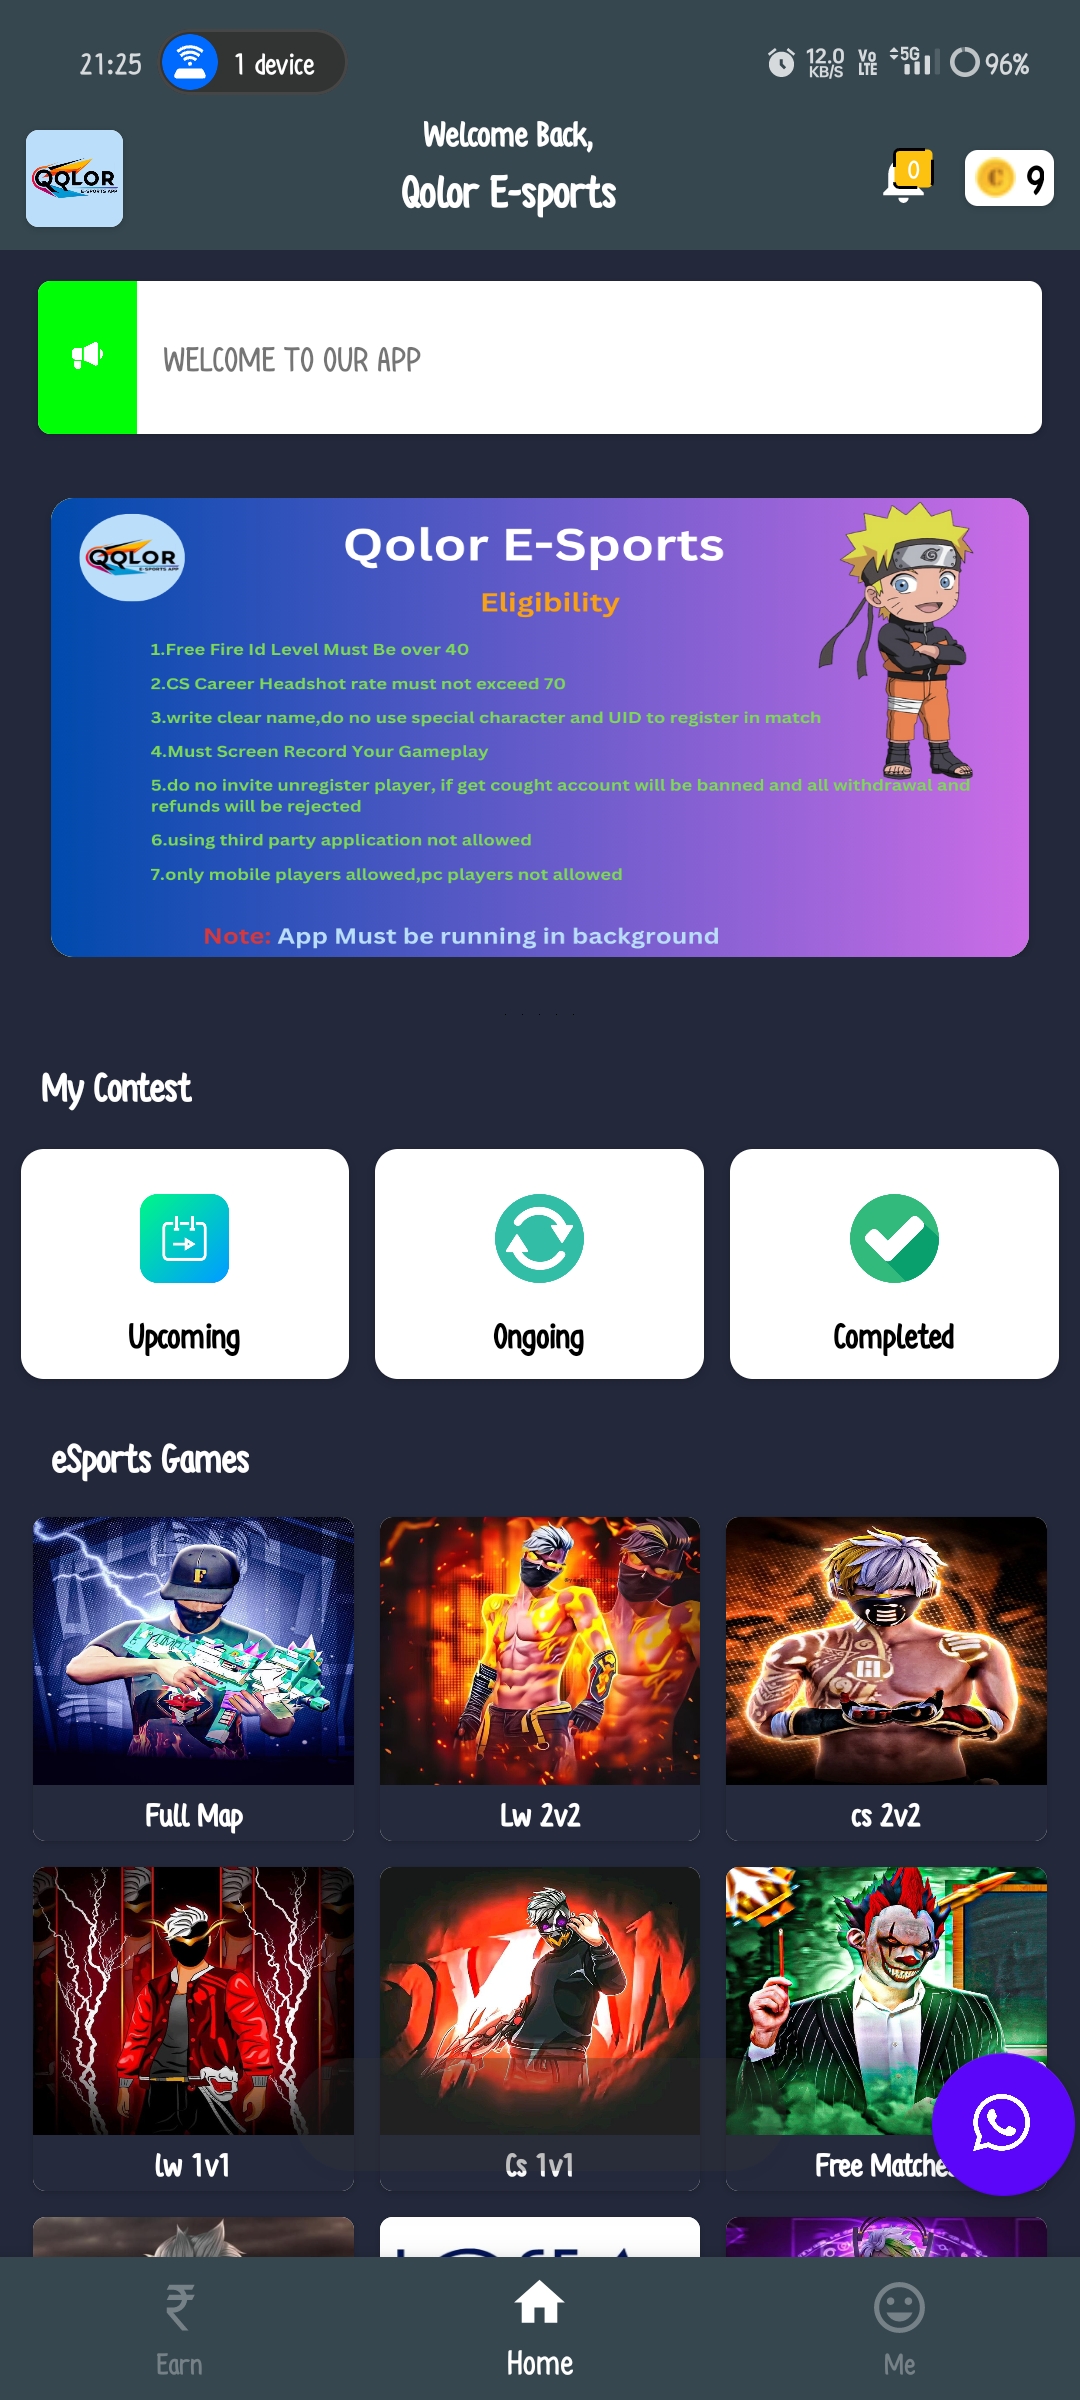 21:25
1 device
12.0
KB/S
Vo
LTE
5G
96%
QOLOR
E-SPORTS APP
Welcome Back,
Qolor E-sports
0
C
9
WELCOME TO OUR APP
QOLOR
E-SPORTS APP
Qolor E-Sports
Eligibility
1.Free Fire Id Level Must Be over 40
2.CS Career Headshot rate must not exceed 70
3.write clear name,do no use special character and UID to register in match
4.Must Screen Record Your Gameplay
5.do no invite unregister player, if get cought account will be banned and all withdrawal and
refunds will be rejected
6.using third party application not allowed
7.only mobile players allowed,pc players not allowed
Note: App Must be running in background
My Contest
Upcoming
Ongoing
Completed
eSports Games
F
Full Map
Lw 2v2
cs 2v2
lw 1v1
Cs 1v1
Free Matche
Earn
Home
Me